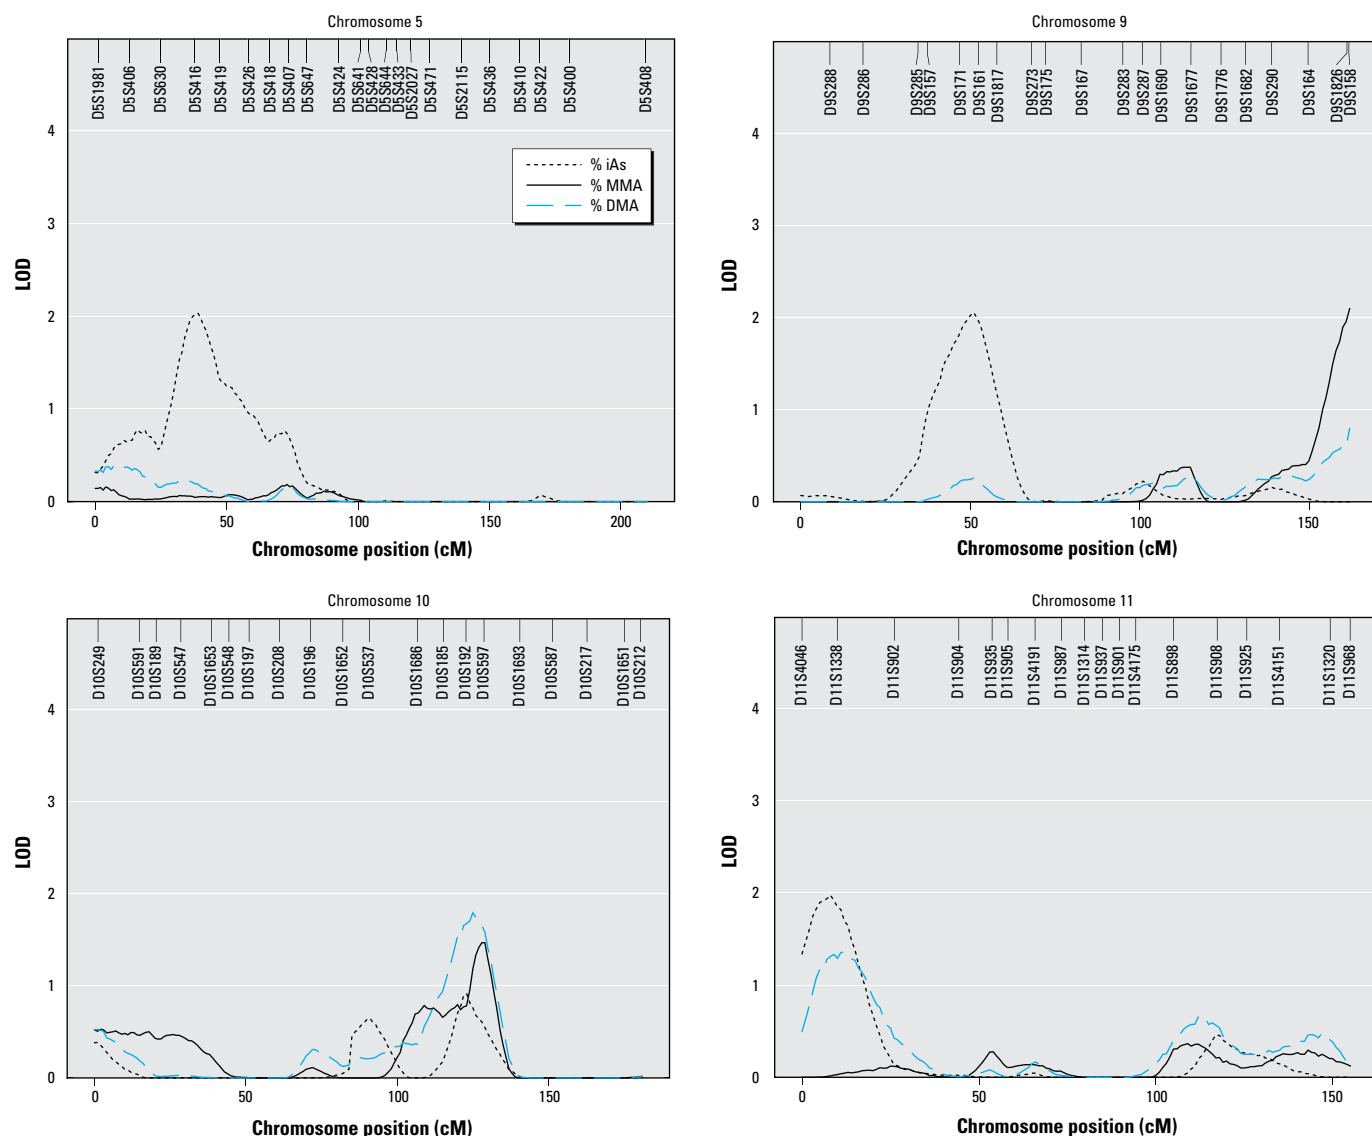 Chromosome 5
D5S1981
D5S406
D5S630
D5S416
D5S419
D5S426
D5S418
D5S407
D5S647
D5S424
D5S641
D5S428
D5S644
D5S433
D5S2027
D5S471
D5S2115
D5S436
D5S410
D5S422
D5S400
D5S408
4
3
2
1
0
LOD
% iAs
% MMA
% DMA
0 50 100 150 200
Chromosome position (cM)
Chromosome 9
D9S288
D9S286
D9S285
D9S157
D9S171
D9S161
D9S1817
D9S273
D9S175
D9S167
D9S283
D9S287
D9S1690
D9S1677
D9S1776
D9S1682
D9S290
D9S164
D9S1826
D9S158
4
3
2
1
0
LOD
0 50 100 150
Chromosome position (cM)
Chromosome 10
D10S249
D10S591
D10S189
D10S547
D10S1653
D10S548
D10S197
D10S208
D10S196
D10S1652
D10S537
D10S1686
D10S185
D10S192
D10S597
D10S1693
D10S587
D10S217
D10S1651
D10S212
4
3
2
1
0
LOD
0 50 100 150
Chromosome position (cM)
Chromosome 11
D11S4046
D11S1338
D11S902
D11S904
D11S935
D11S905
D11S4191
D11S987
D11S1314
D11S937
D11S901
D11S4175
D11S898
D11S908
D11S925
D11S4151
D11S1320
D11S968
4
3
2
1
0
LOD
0 50 100 150
Chromosome position (cM)